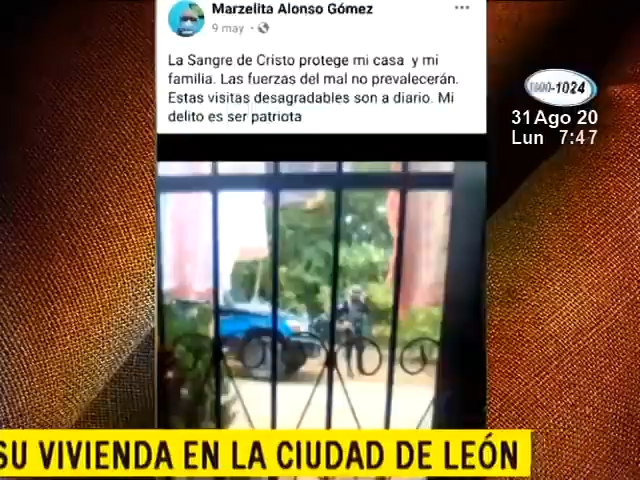 Marzelita Alonso Gómez
9 may ·
La Sangre de Cristo protege mi casa y mi
familia. Las fuerzas del mal no prevalecerán.
Estas visitas desagradables son a diario. Mi
delito es ser patriota
1800-1024
31 Ago 20
Lun 7:47
SU VIVIENDA EN LA CIUDAD DE LEÓN